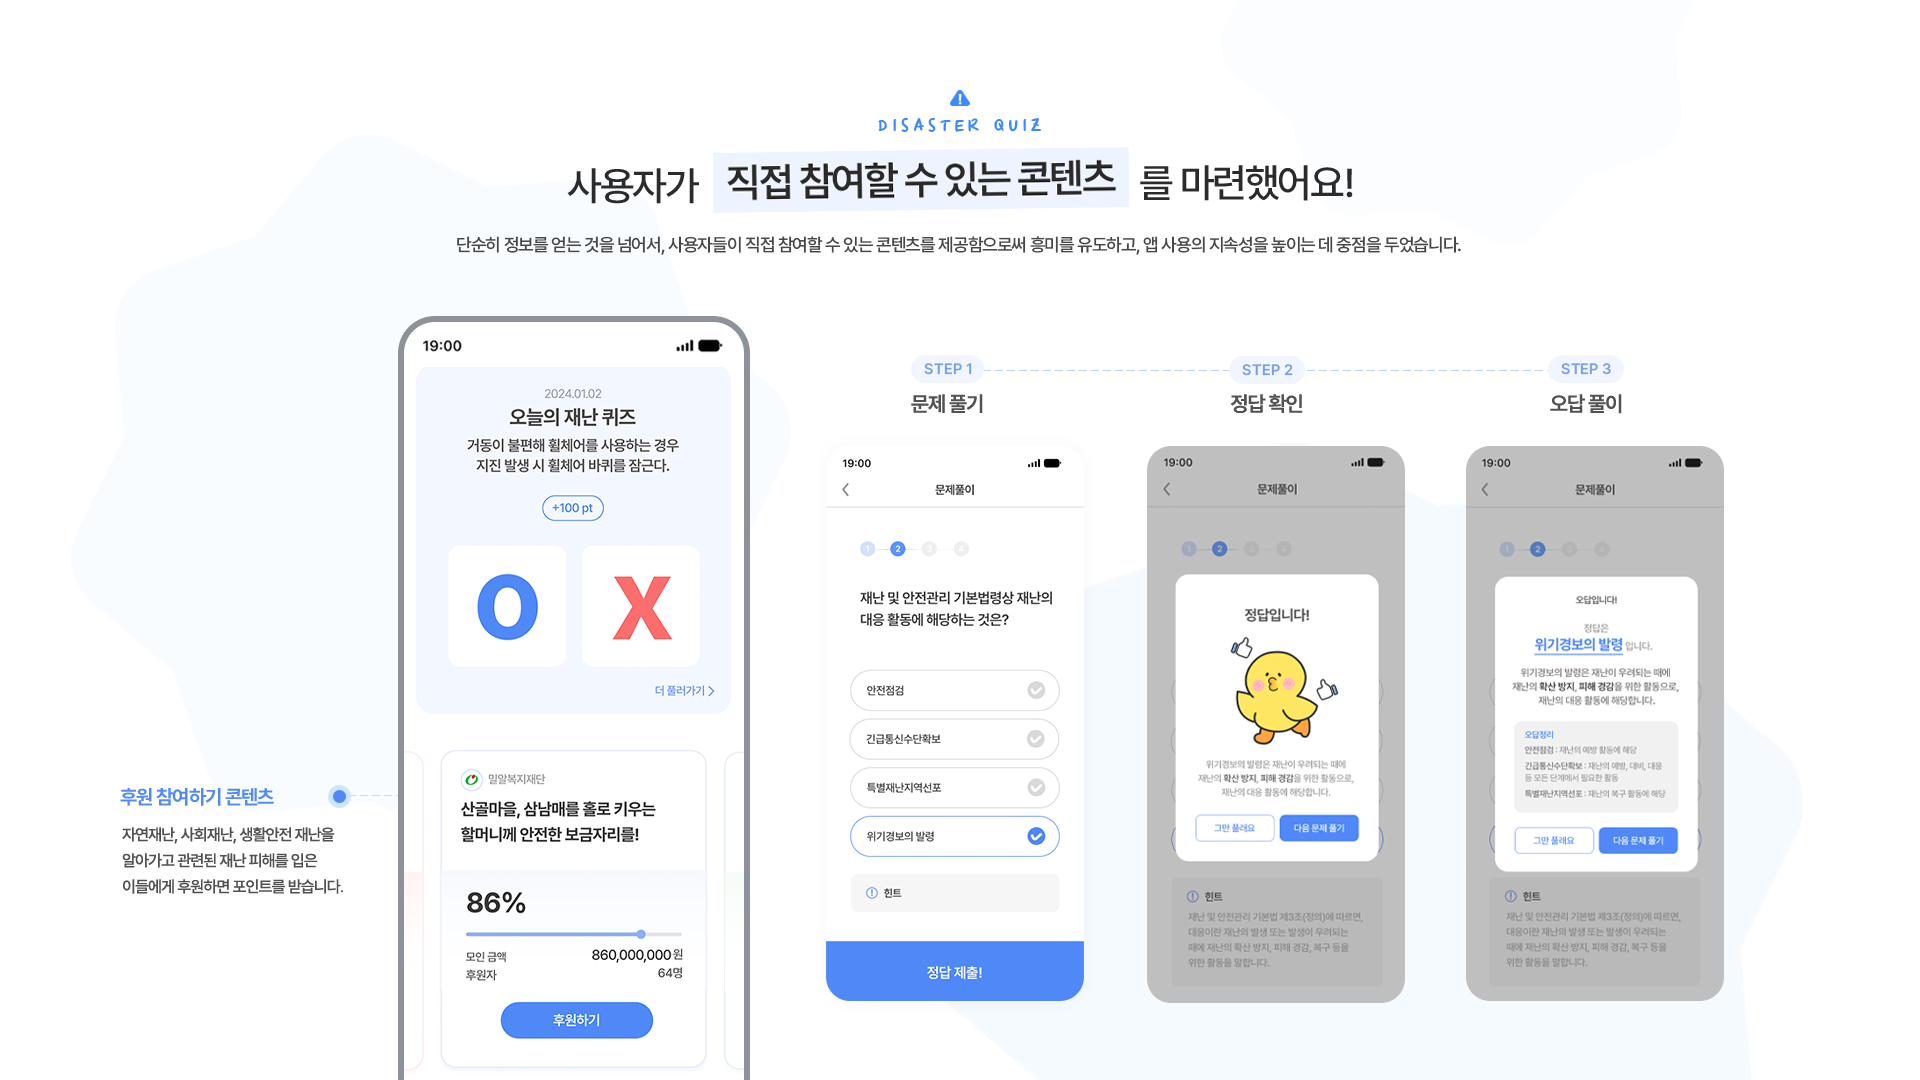 DISASTER QUIZ
사용자가 직접 참여할 수 있는 콘텐츠 를 마련했어요!
단순히 정보를 얻는 것을 넘어서, 사용자들이 직접 참여할 수 있는 콘텐츠를 제공함으로써 흥미를 유도하고, 앱 사용의 지속성을 높이는 데 중점을 두었습니다.
19:00
2024.01.02
오늘의 재난 퀴즈
거동이 불편해 휠체어를 사용하는 경우
지진 발생 시 휠체어 바퀴를 잠근다.
+100 pt
O X
더 풀러가기
밀알복지재단
산골마을, 삼남매를 홀로 키우는
할머니께 안전한 보금자리를!
86%
모인 금액 860,000,000원
후원자 64명
후원하기
후원 참여하기 콘텐츠
자연재난, 사회재난, 생활안전 재난을
알아가고 관련된 재난 피해를 입은
이들에게 후원하면 포인트를 받습니다.
STEP 1
문제 풀기
19:00
문제풀이
1 2 3 4
재난 및 안전관리 기본법령상 재난의
대응 활동에 해당하는 것은?
안전점검
긴급통신수단확보
특별재난지역선포
위기경보의 발령
힌트
정답 제출!
STEP 2
정답 확인
19:00
문제풀이
1 2 3 4
정답입니다!
위기경보의 발령은 재난이 우려되는 때에
재난의 확산 방지, 피해 경감을 위한 활동으로,
재난의 대응 활동에 해당합니다.
그만 풀래요
다음 문제 풀기
힌트
재난 및 안전관리 기본법 제3조(정의)에 따르면,
대응이란 재난의 발생 또는 발생이 우려되는
때에 재난의 확산 방지, 피해 경감, 복구 등을
위한 활동을 말합니다.
STEP 3
오답 풀이
19:00
문제풀이
1 2 3 4
오답입니다!
정답은
위기경보의 발령 입니다.
위기경보의 발령은 재난이 우려되는 때에
재난의 확산 방지, 피해 경감을 위한 활동으로,
재난의 대응 활동에 해당합니다.
오답정리
안전점검 : 재난의 예방 활동에 해당
긴급통신수단확보 : 재난의 예방, 대비, 대응
등 모든 단계에서 필요한 활동
특별재난지역선포 : 재난의 복구 활동에 해당
그만 풀래요
다음 문제 풀기
힌트
재난 및 안전관리 기본법 제3조(정의)에 따르면,
대응이란 재난의 발생 또는 발생이 우려되는
때에 재난의 확산 방지, 피해 경감, 복구 등을
위한 활동을 말합니다.